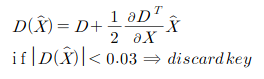 D(X̂) = D + 1/2 ∂D^T/∂X X̂
if |D(X̂)| < 0.03 ⇒ discard key